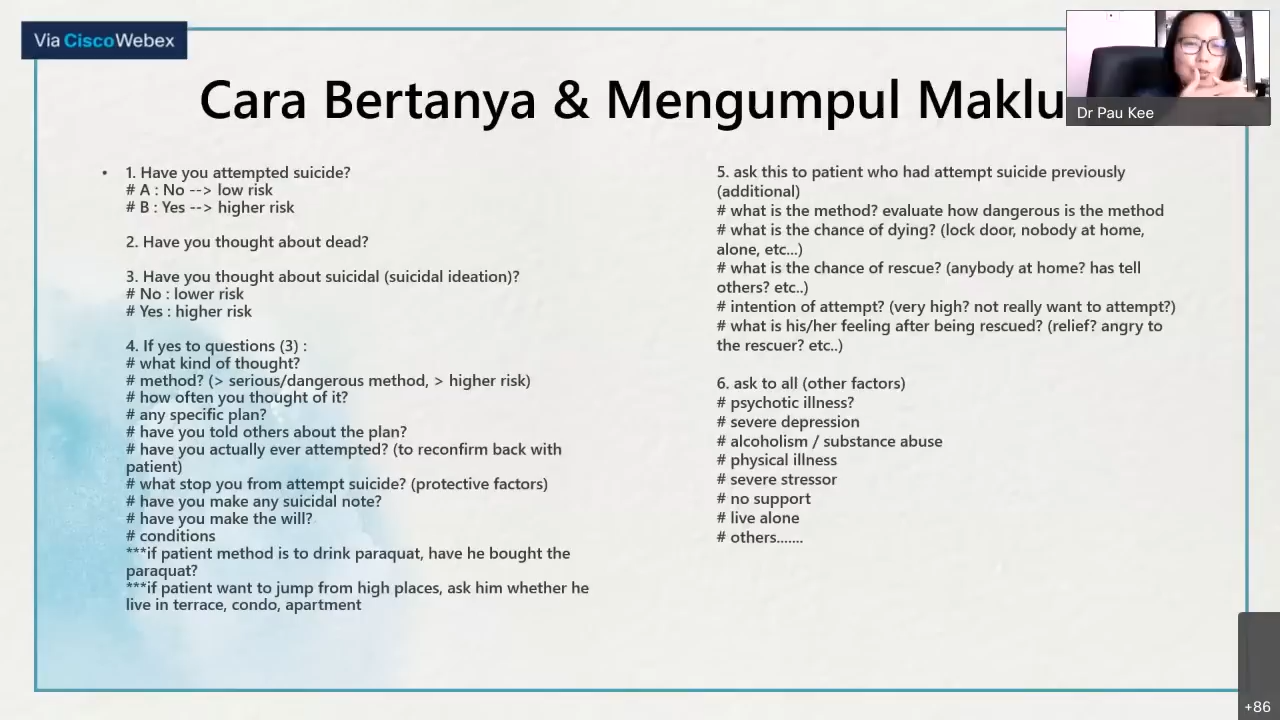 Via CiscoWebex
Dr Pau Kee
Cara Bertanya & Mengumpul Maklu
• 1. Have you attempted suicide?
# A : No --> low risk
# B : Yes --> higher risk
2. Have you thought about dead?
3. Have you thought about suicidal (suicidal ideation)?
# No : lower risk
# Yes : higher risk
4. If yes to questions (3) :
# what kind of thought?
# method? (> serious/dangerous method, > higher risk)
# how often you thought of it?
# any specific plan?
# have you told others about the plan?
# have you actually ever attempted? (to reconfirm back with
patient)
# what stop you from attempt suicide? (protective factors)
# have you make any suicidal note?
# have you make the will?
# conditions
***if patient method is to drink paraquat, have he bought the
paraquat?
***if patient want to jump from high places, ask him whether he
live in terrace, condo, apartment
5. ask this to patient who had attempt suicide previously
(additional)
# what is the method? evaluate how dangerous is the method
# what is the chance of dying? (lock door, nobody at home,
alone, etc...)
# what is the chance of rescue? (anybody at home? has tell
others? etc..)
# intention of attempt? (very high? not really want to attempt?)
# what is his/her feeling after being rescued? (relief? angry to
the rescuer? etc..)
6. ask to all (other factors)
# psychotic illness?
# severe depression
# alcoholism / substance abuse
# physical illness
# severe stressor
# no support
# live alone
# others.......
+86